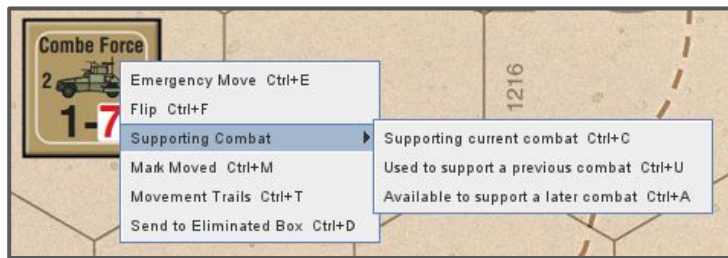 Combe Force
2
1-7
1216
Emergency Move Ctrl+E
Flip Ctrl+F
Supporting Combat
Mark Moved Ctrl+M
Movement Trails Ctrl+T
Send to Eliminated Box Ctrl+D
Supporting current combat Ctrl+C
Used to support a previous combat Ctrl+U
Available to support a later combat Ctrl+A